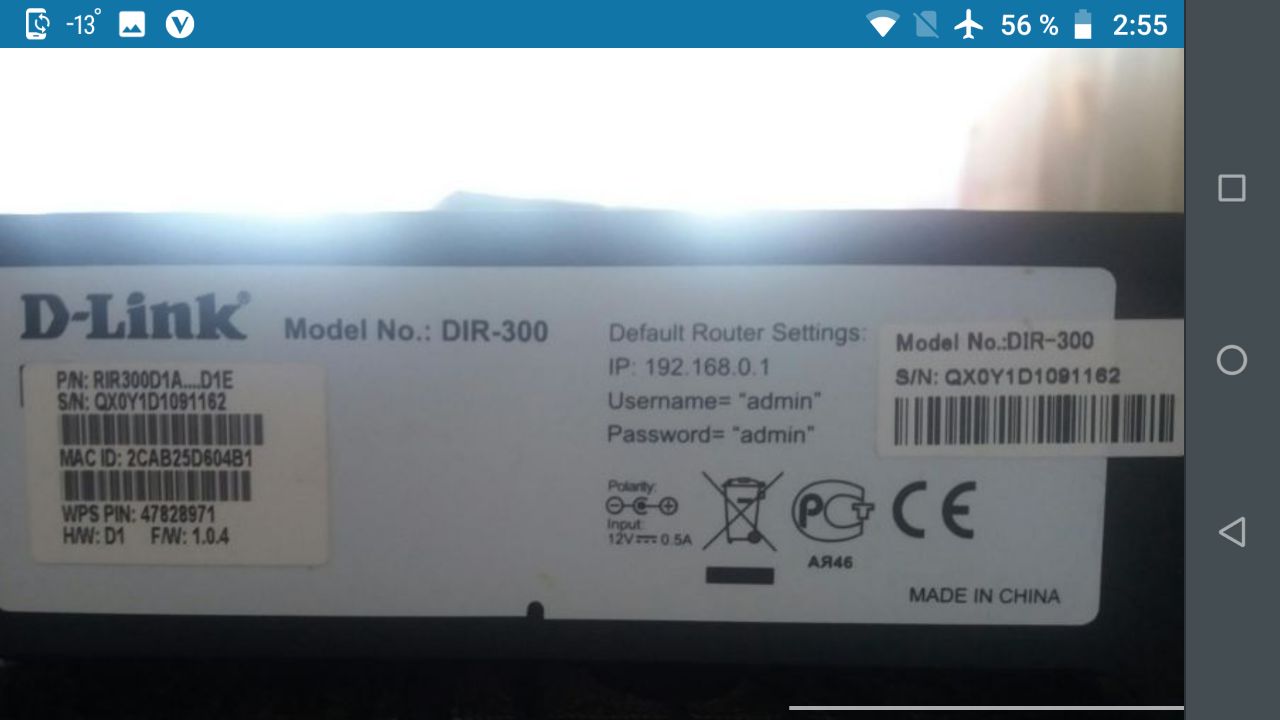 -13°
56 %
2:55
D-Link®
Model No.: DIR-300
P/N: RIR300D1A....D1E
S/N: QX0Y1D1091162
MAC ID: 2CAB25D604B1
WPS PIN: 47828971
H/W: D1 F/W: 1.0.4
Default Router Settings:
IP: 192.168.0.1
Username= “admin”
Password= “admin”
Polarity:
Input:
12V 0.5A
РСТ
АЯ46
CE
Model No.:DIR-300
S/N: QX0Y1D1091162
MADE IN CHINA